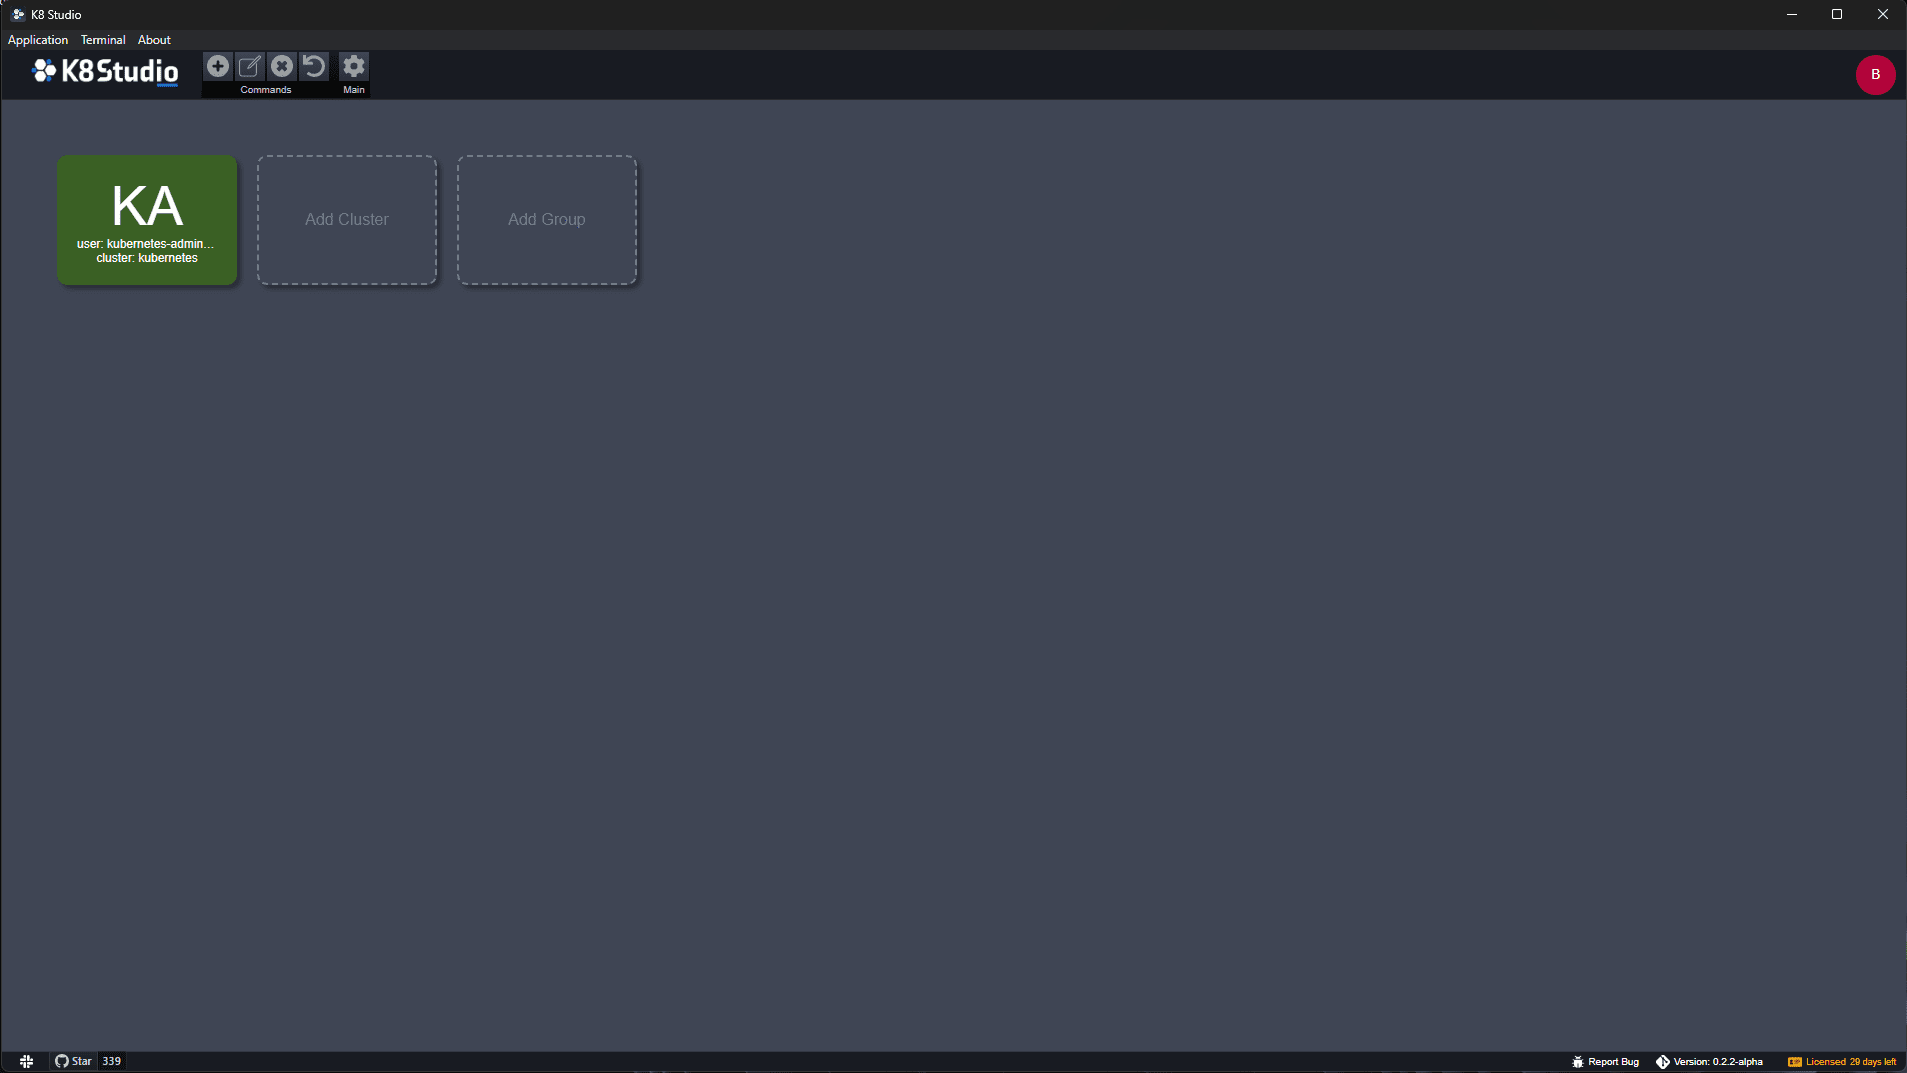 K8 Studio
Application Terminal About
K8Studio
Commands Main
B
KA
user: kubernetes-admin...
cluster: kubernetes
Add Cluster
Add Group
Star 339
Report Bug Version: 0.2.2-alpha Licensed 29 days left